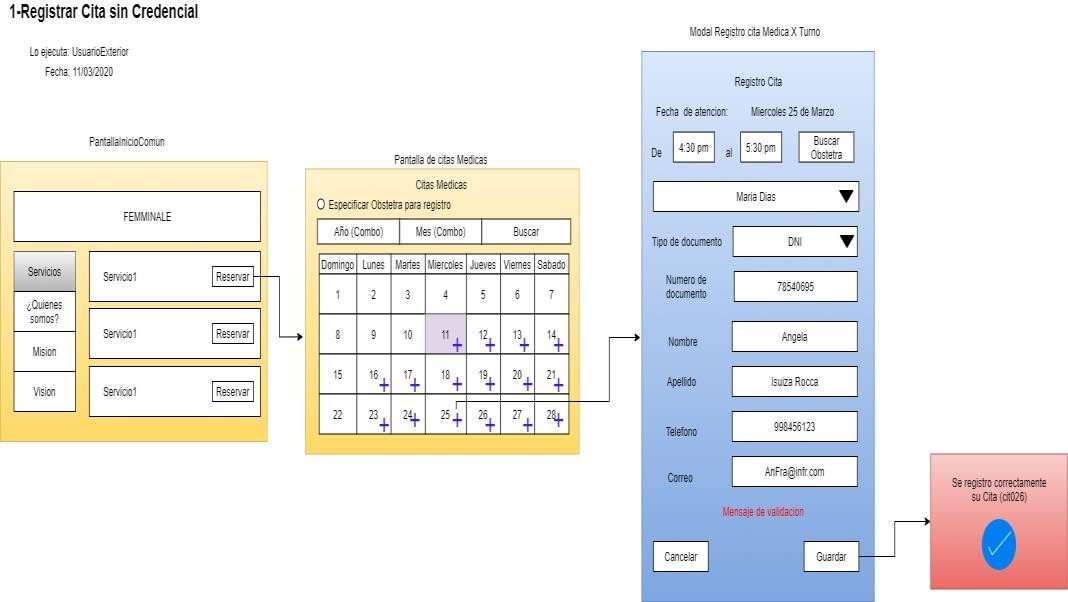 1-Registrar Cita sin Credencial
Lo ejecuta: UsuarioExterior
Fecha: 11/03/2020
PantallaInicioComun
FEMMINALE
Servicios
¿Quienes
somos?
Mision
Vision
Servicio1 Reservar
Servicio1 Reservar
Servicio1 Reservar
Pantalla de citas Medicas
Citas Medicas
Especificar Obstetra para registro
Año (Combo) Mes (Combo) Buscar
Domingo Lunes Martes Miercoles Jueves Viernes Sabado
1 2 3 4 5 6 7
8 9 10 11 12 13 14
15 16 17 18 19 20 21
22 23 24 25 26 27 28
Modal Registro cita Medica X Turno
Registro Cita
Fecha de atencion: Miercoles 25 de Marzo
De 4:30 pm al 5:30 pm Buscar
Obstetra
Maria Dias
Tipo de documento DNI
Numero de
documento
78540695
Nombre Angela
Apellido Isuiza Rocca
Telefono 998456123
Correo AnFra@infr.com
Mensaje de validacion
Cancelar Guardar
Se registro correctamente
su Cita (cit026)